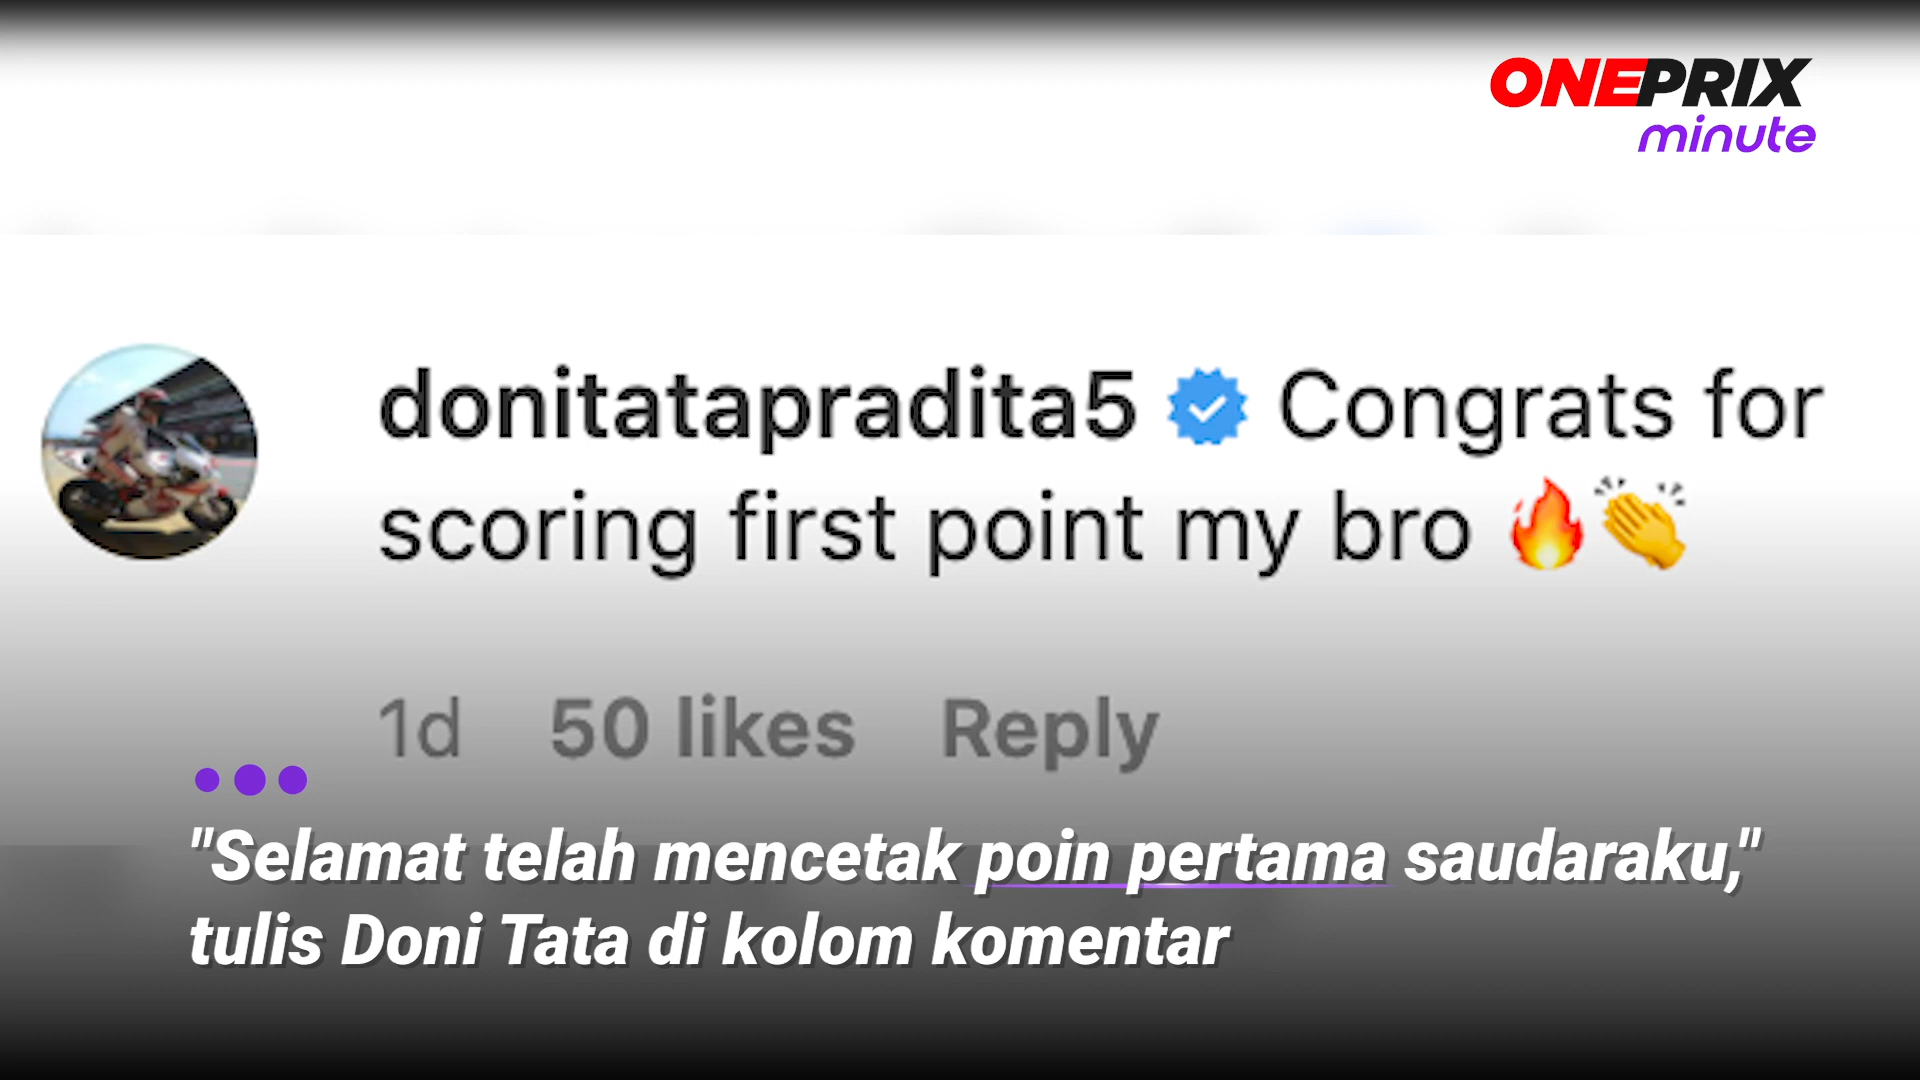 ONEPRIX
minute
donitatapradita5 Congrats for
scoring first point my bro 🔥👏
1d 50 likes Reply
"Selamat telah mencetak poin pertama saudaraku,"
tulis Doni Tata di kolom komentar